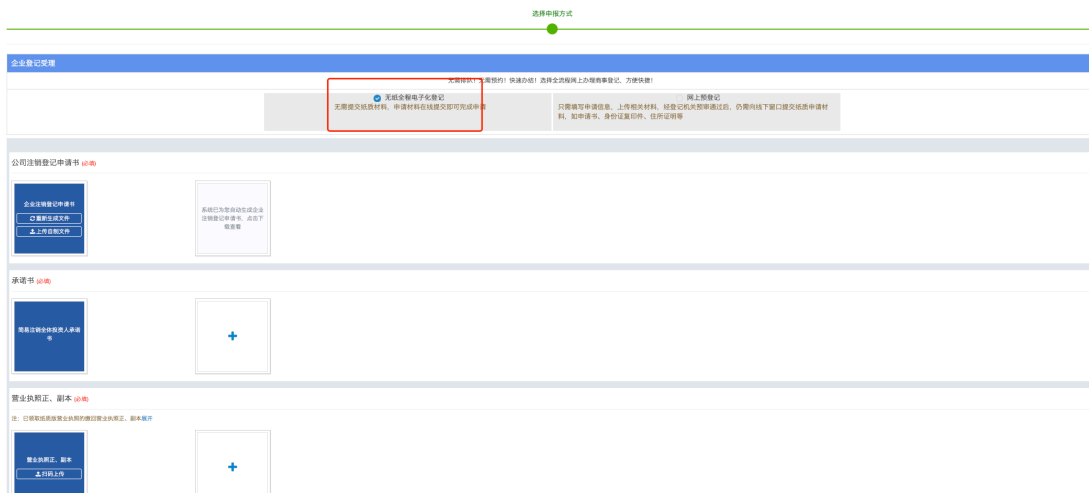 选择申报方式
企业登记受理
无需排队！无需预约！快速办结！选择全流程网上办理商事登记，方便快捷！
无纸全程电子化登记
无需提交纸质材料，申请材料在线提交即可完成申请
网上预登记
只需填写申请信息、上传相关材料，经登记机关预审通过后，仍需向线下窗口提交纸质申请材
料，如申请书、身份证复印件、住所证明等
公司注销登记申请书 (必填)
企业注销登记申请书
重新生成文件
上传自制文件
系统已为您自动生成企业
注销登记申请书，点击下
载查看
承诺书 (必填)
简易注销全体投资人承诺
书
营业执照正、副本 (必填)
注：已领取纸质版营业执照的缴回营业执照正、副本展开
营业执照正、副本
扫码上传